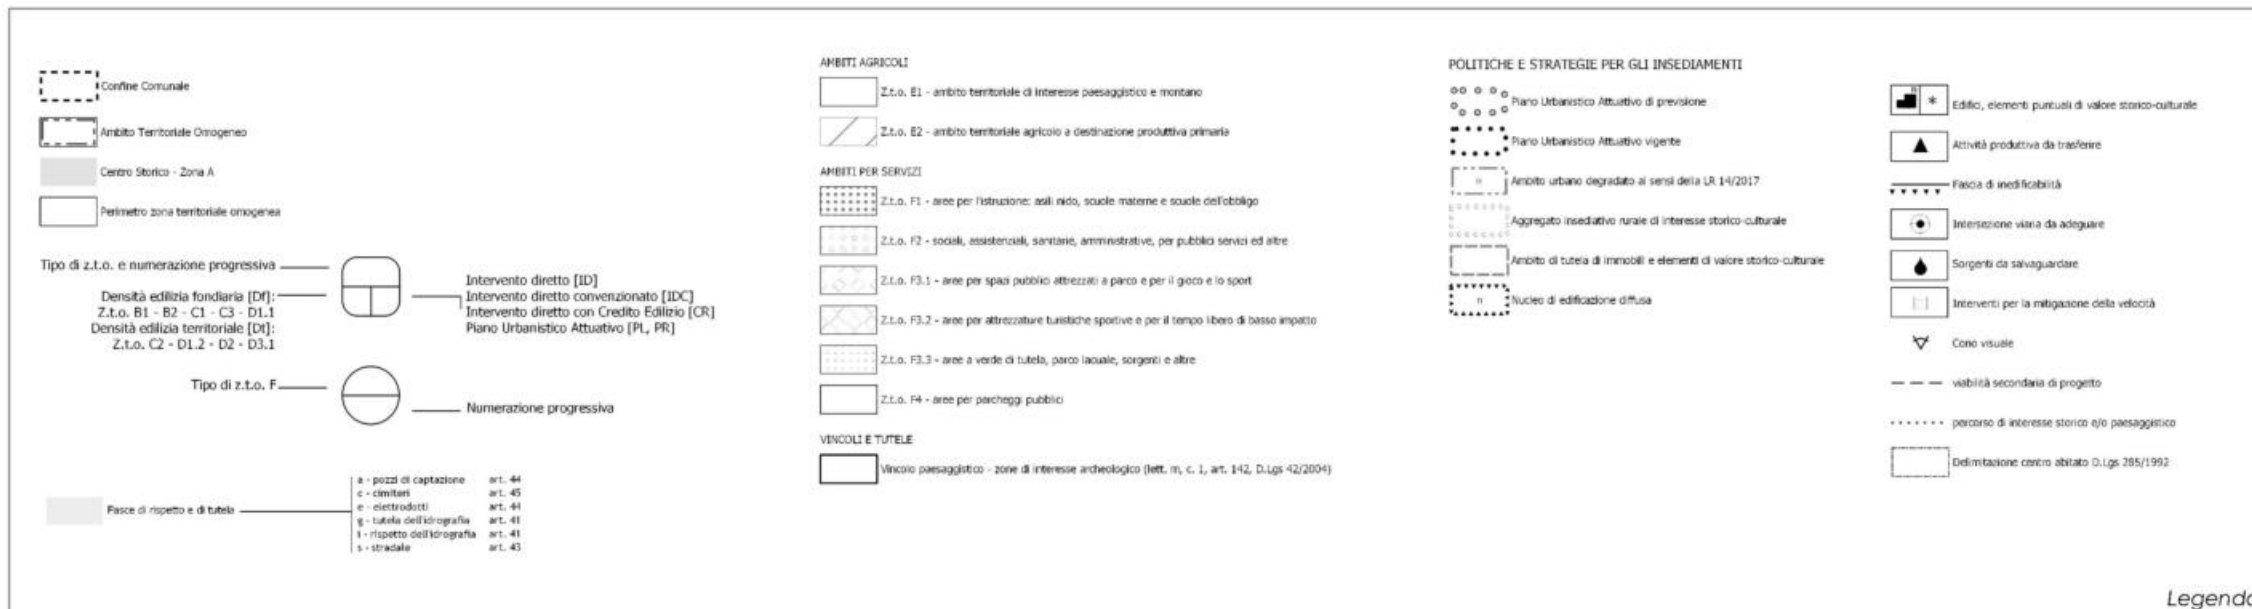 Confine Comunale
Ambito Territoriale Omogeneo
Centro Storico - Zona A
Perimetro zona territoriale omogenea
Tipo di z.t.o. e numerazione progressiva
Densità edilizia fondiaria [Df]:
Z.t.o. B1 - B2 - C1 - C3 - D1.1
Densità edilizia territoriale [Dt]:
Z.t.o. C2 - D1.2 - D2 - D3.1
Intervento diretto [ID]
Intervento diretto convenzionato [IDC]
Intervento diretto con Credito Edilizio [CR]
Piano Urbanistico Attuativo [PL, PR]
Tipo di z.t.o. F
Numerazione progressiva
Fasce di rispetto e di tutela
a - pozzi di captazione art. 44
c - cimiteri art. 45
e - elettrodotti art. 44
g - tutela dell'idrografia art. 41
i - rispetto dell'idrografia art. 41
s - stradale art. 43
AMBITI AGRICOLI
Z.t.o. E1 - ambito territoriale di interesse paesaggistico e montano
Z.t.o. E2 - ambito territoriale agricolo a destinazione produttiva primaria
AMBITI PER SERVIZI
Z.t.o. F1 - aree per l'istruzione: asili nido, scuole materne e scuole dell'obbligo
Z.t.o. F2 - sociali, assistenziali, sanitarie, amministrative, per pubblici servizi ed altre
Z.t.o. F3.1 - aree per spazi pubblici attrezzati a parco e per il gioco e lo sport
Z.t.o. F3.2 - aree per attrezzature turistiche sportive e per il tempo libero di basso impatto
Z.t.o. F3.3 - aree a verde di tutela, parco lacuale, sorgenti e altre
Z.t.o. F4 - aree per parcheggi pubblici
VINCOLI E TUTELE
Vincolo paesaggistico - zone di interesse archeologico (lett. m, c. 1, art. 142, D.Lgs 42/2004)
POLITICHE E STRATEGIE PER GLI INSEDIAMENTI
Piano Urbanistico Attuativo di previsione
Piano Urbanistico Attuativo vigente
n Ambito urbano degradato ai sensi della LR 14/2017
Aggregato insediativo rurale di interesse storico-culturale
Ambito di tutela di immobili e elementi di valore storico-culturale
n Nucleo di edificazione diffusa
n * Edifici, elementi puntuali di valore storico-culturale
Attività produttiva da trasferire
Fascia di inedificabilità
Intersezione viaria da adeguare
Sorgenti da salvaguardare
Interventi per la mitigazione della velocità
Cono visuale
viabilità secondaria di progetto
percorso di interesse storico e/o paesaggistico
Delimitazione centro abitato D.Lgs 285/1992
Legenda